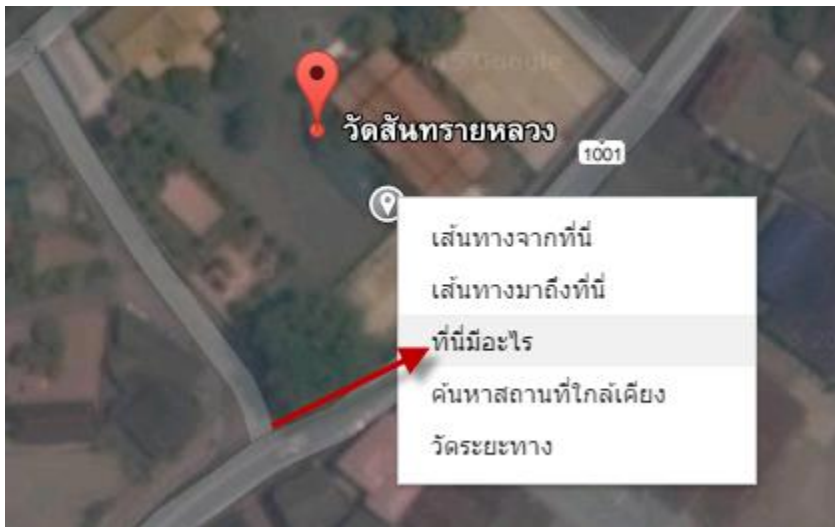 2015 Google
วัดสันทรายหลวง
1001
เส้นทางจากที่นี่
เส้นทางมาถึงที่นี่
ที่นี่มีอะไร
ค้นหาสถานที่ใกล้เคียง
วัดระยะทาง